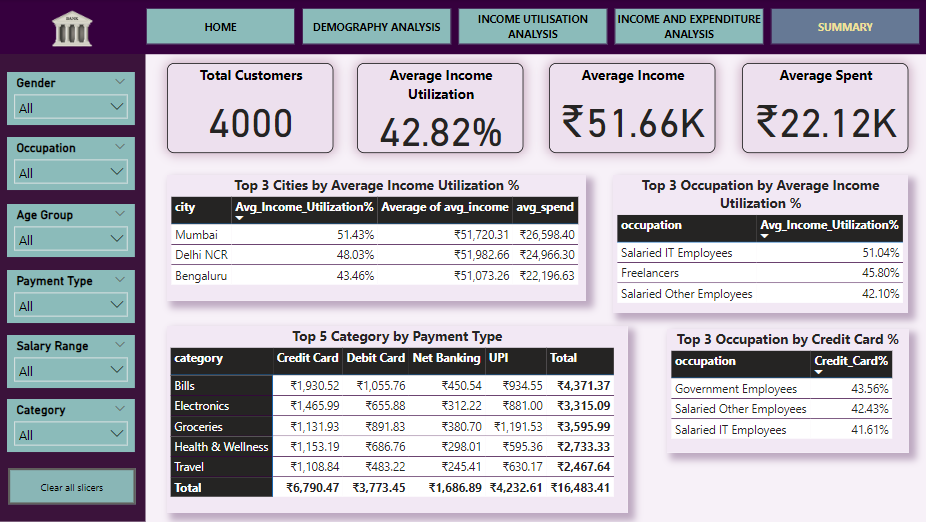 BANK
HOME
DEMOGRAPHY ANALYSIS
INCOME UTILISATION
ANALYSIS
INCOME AND EXPENDITURE
ANALYSIS
SUMMARY
Gender
All
Occupation
All
Age Group
All
Payment Type
All
Salary Range
All
Category
All
Clear all slicers
Total Customers
4000
Average Income
Utilization
42.82%
Average Income
₹51.66K
Average Spent
₹22.12K
Top 3 Cities by Average Income Utilization %
city Avg_Income_Utilization% Average of avg_income avg_spend
Mumbai 51.43% ₹51,720.31 ₹26,598.40
Delhi NCR 48.03% ₹51,982.66 ₹24,966.30
Bengaluru 43.46% ₹51,073.26 ₹22,196.63
Top 3 Occupation by Average Income
Utilization %
occupation Avg_Income_Utilization%
Salaried IT Employees 51.04%
Freelancers 45.80%
Salaried Other Employees 42.10%
Top 5 Category by Payment Type
category Credit Card Debit Card Net Banking UPI Total
Bills ₹1,930.52 ₹1,055.76 ₹450.54 ₹934.55 ₹4,371.37
Electronics ₹1,465.99 ₹655.88 ₹312.22 ₹881.00 ₹3,315.09
Groceries ₹1,131.93 ₹891.83 ₹380.70 ₹1,191.53 ₹3,595.99
Health & Wellness ₹1,153.19 ₹686.76 ₹298.01 ₹595.36 ₹2,733.33
Travel ₹1,108.84 ₹483.22 ₹245.41 ₹630.17 ₹2,467.64
Total ₹6,790.47 ₹3,773.45 ₹1,686.89 ₹4,232.61 ₹16,483.41
Top 3 Occupation by Credit Card %
occupation Credit_Card%
Government Employees 43.56%
Salaried Other Employees 42.43%
Salaried IT Employees 41.61%